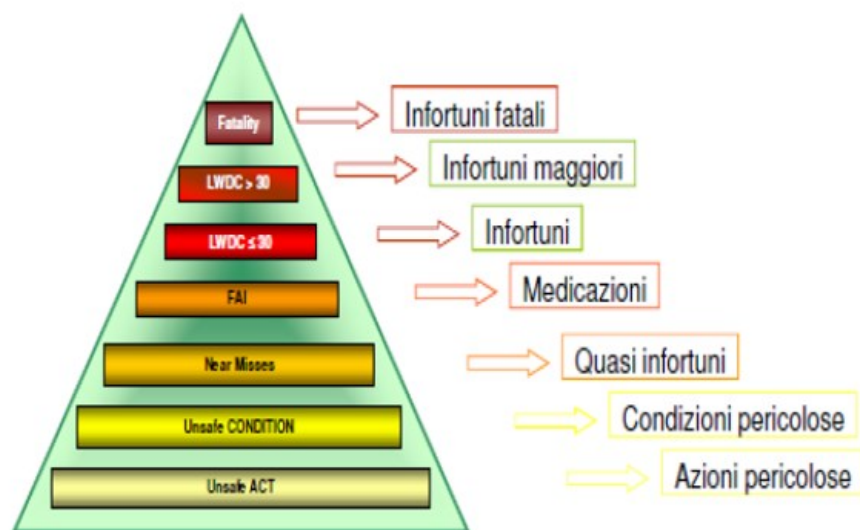 Fatality
Infortuni fatali
LWDC > 30
Infortuni maggiori
LWDC ≤ 30
Infortuni
FAI
Medicazioni
Near Misses
Quasi infortuni
Unsafe CONDITION
Condizioni pericolose
Unsafe ACT
Azioni pericolose